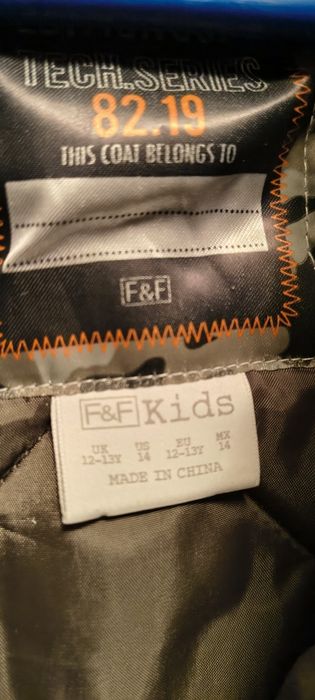 TECH.SERIES
82.19
THIS COAT BELONGS TO
F&F
F&F Kids
UK US EU MX
12-13Y 14 12-13Y 14
MADE IN CHINA